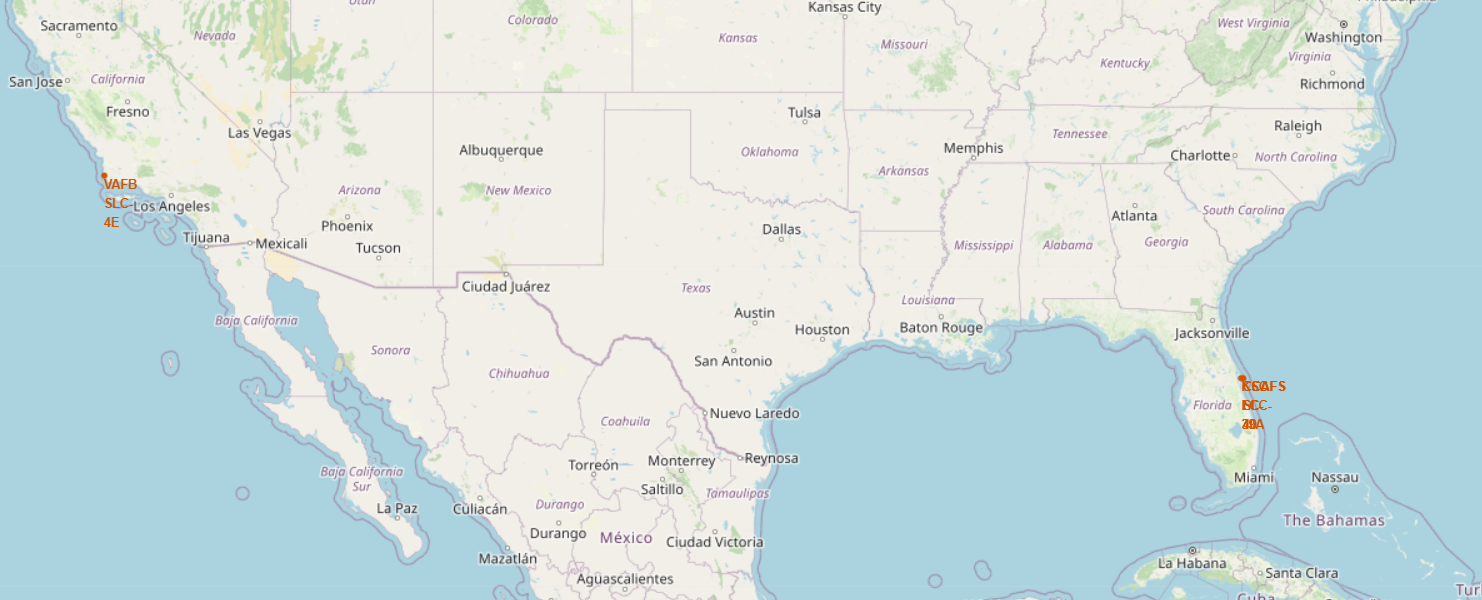 Utah
Colorado
Kansas City
Philadelphia
Sacramento
Nevada
Kansas
Missouri
West Virginia
Washington
Virginia
Kentucky
San Jose
California
Richmond
Fresno
Las Vegas
Tulsa
Tennessee
Raleigh
Albuquerque
Oklahoma
Memphis
Charlotte
North Carolina
Arkansas
VAFB
SLC-
4E
Arizona
New Mexico
Los Angeles
South Carolina
Phoenix
Atlanta
Dallas
Tijuana
Mexicali
Tucson
Mississippi
Alabama
Georgia
Ciudad Juárez
Texas
Louisiana
Baja California
Austin
Houston
Baton Rouge
Jacksonville
Sonora
San Antonio
Chihuahua
Florida
Nuevo Laredo
Coahuila
Torreón
Monterrey
Reynosa
Baja California
Sur
Saltillo
Tamaulipas
Miami
Nassau
La Paz
Culiacán
Durango
Durango
México
Ciudad Victoria
The Bahamas
Mazatlán
Aguascalientes
La Habana
Santa Clara
Cuba